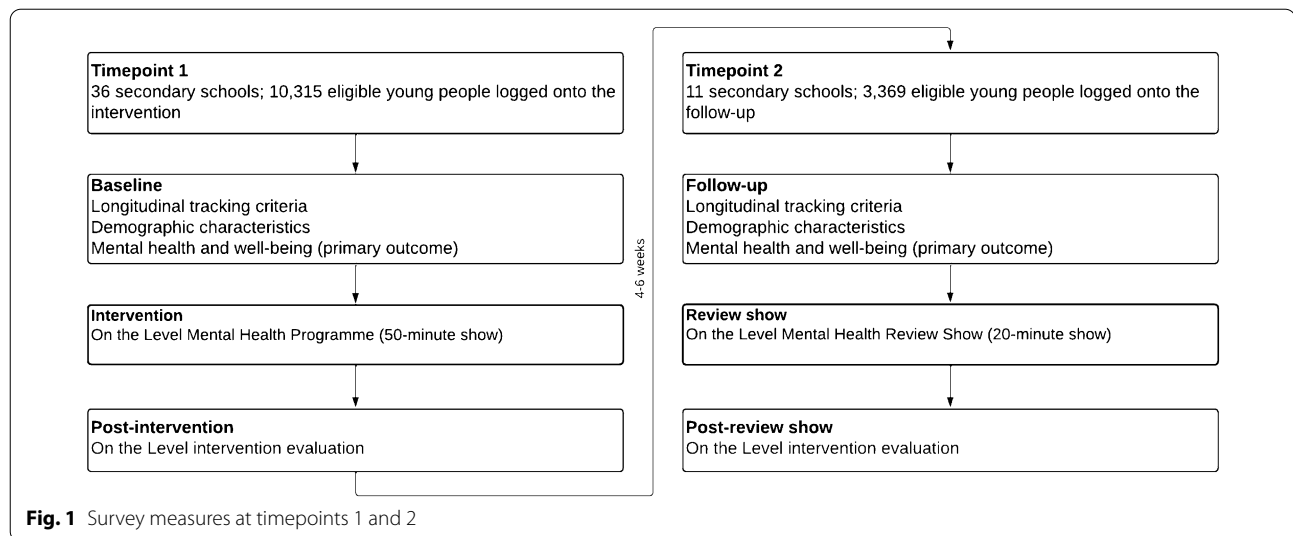 Timepoint 1
36 secondary schools; 10,315 eligible young people logged onto the
intervention
Baseline
Longitudinal tracking criteria
Demographic characteristics
Mental health and well-being (primary outcome)
Intervention
On the Level Mental Health Programme (50-minute show)
Post-intervention
On the Level intervention evaluation
4-6 weeks
Timepoint 2
11 secondary schools; 3,369 eligible young people logged onto the
follow-up
Follow-up
Longitudinal tracking criteria
Demographic characteristics
Mental health and well-being (primary outcome)
Review show
On the Level Mental Health Review Show (20-minute show)
Post-review show
On the Level intervention evaluation
Fig. 1 Survey measures at timepoints 1 and 2